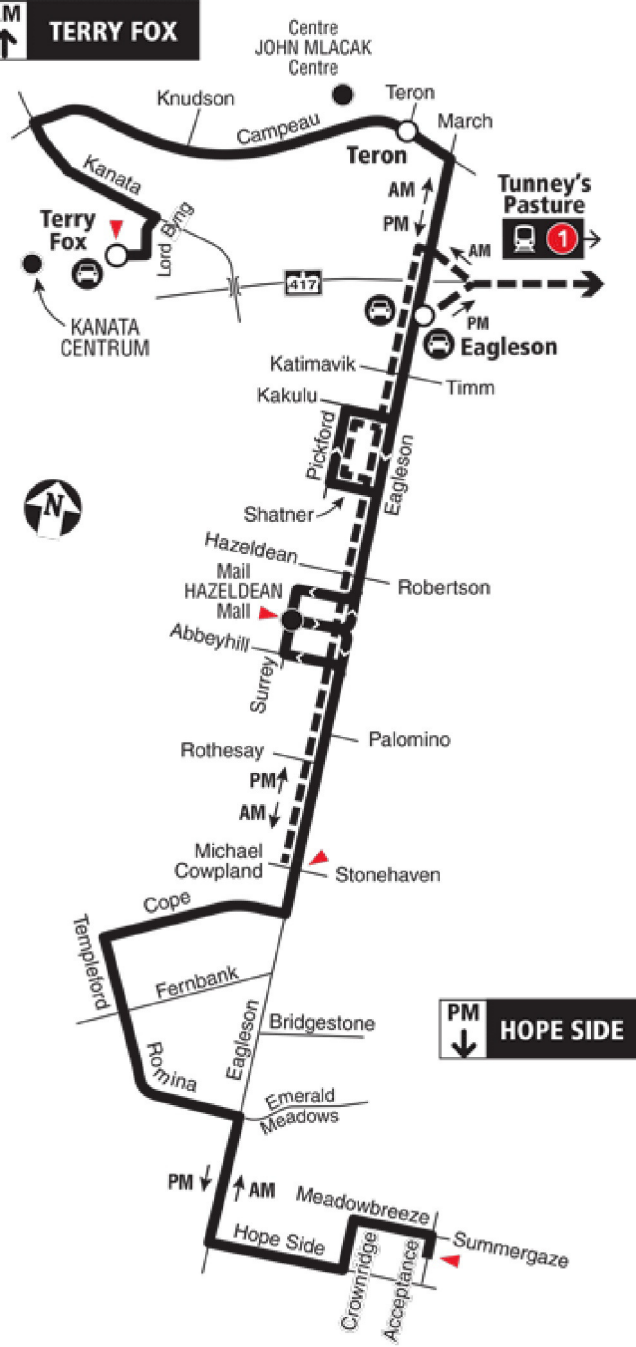 AM
TERRY FOX
Centre
JOHN MLACAK
Centre
Knudson
Teron
Campeau
March
Teron
Kanata
AM
Tunney's
Pasture
1
PM
Terry
Fox
Lord Byng
AM
417
KANATA
CENTRUM
PM
Eagleson
Katimavik
Timm
Kakulu
Pickford
Eagleson
N
Shatner
Hazeldean
Mail
HAZELDEAN
Mall
Robertson
Abbeyhill
Surrey
Palomino
Rothesay
PM
AM
Michael
Cowpland
Stonehaven
Cope
Templeford
Fernbank
Eagleson
PM
HOPE SIDE
Bridgestone
Romina
Emerald
Meadows
PM
AM
Meadowbreeze
Summergaze
Hope Side
Crownridge
Acceptance